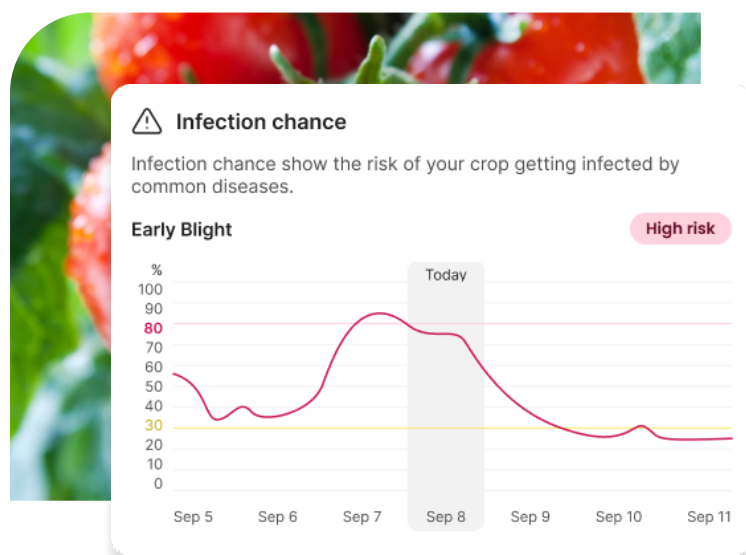 Infection chance
Infection chance show the risk of your crop getting infected by
common diseases.
Early Blight
High risk
%
Today
100
90
80
70
60
50
40
30
20
10
0
Sep 5 Sep 6 Sep 7 Sep 8 Sep 9 Sep 10 Sep 11